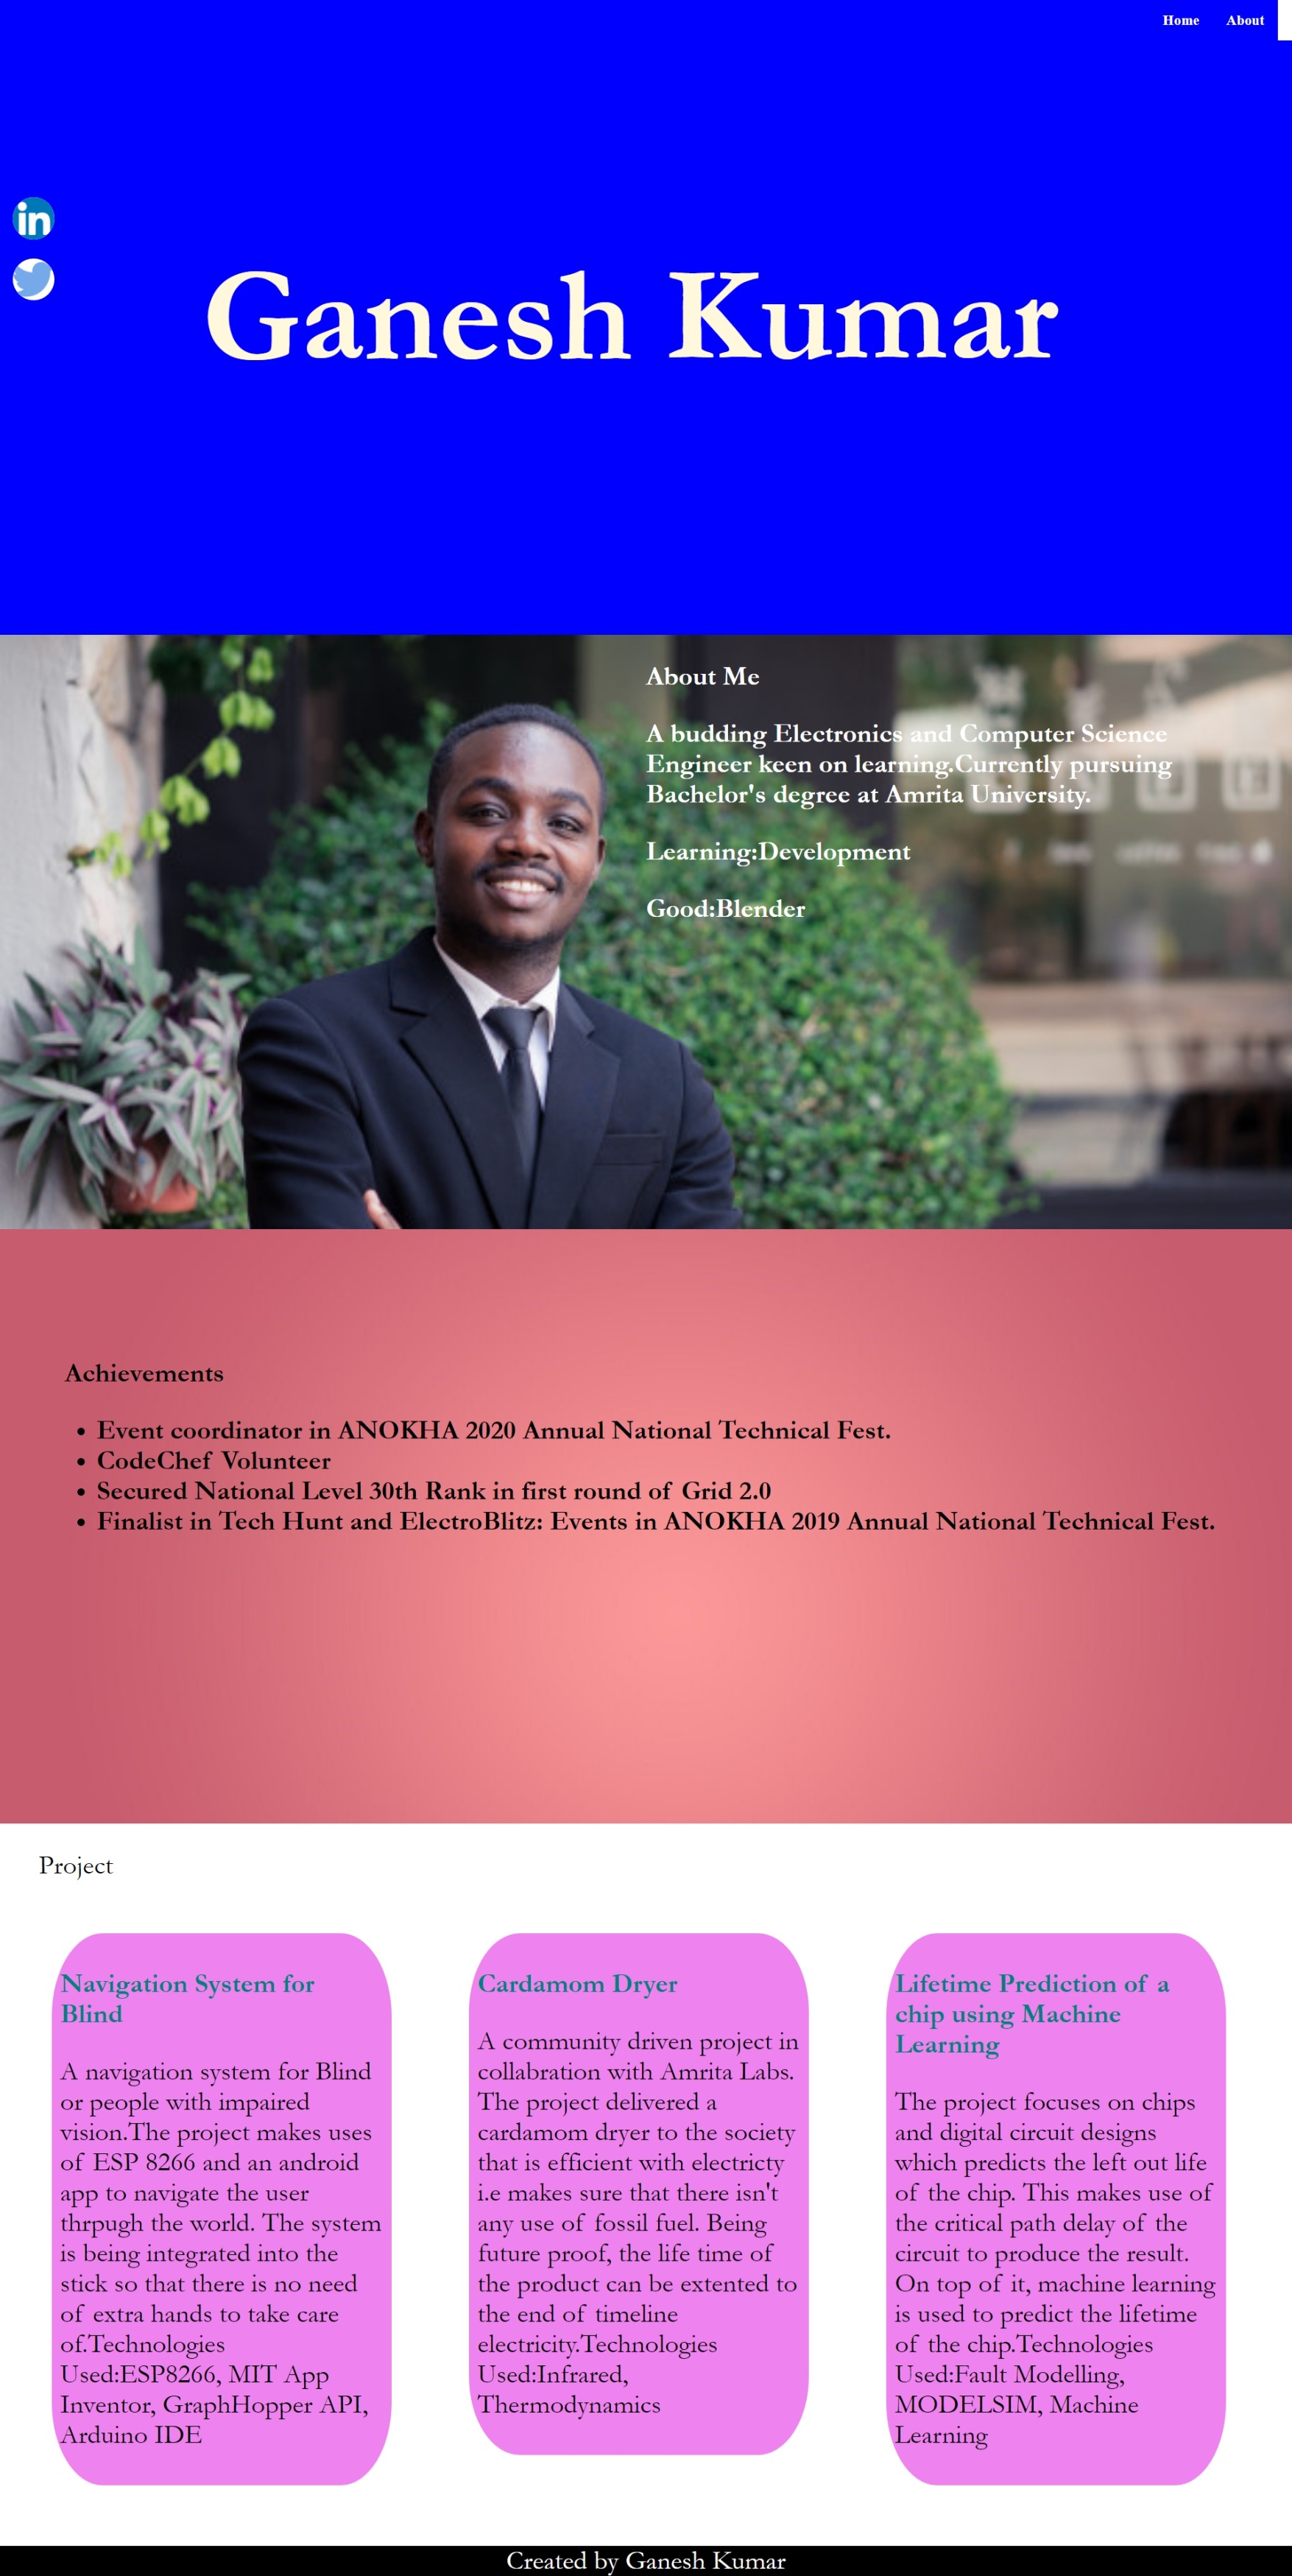 Home About
in
Ganesh Kumar
About Me
A budding Electronics and Computer Science
Engineer keen on learning.Currently pursuing
Bachelor's degree at Amrita University.
Learning:Development
Good:Blender
Achievements
• Event coordinator in ANOKHA 2020 Annual National Technical Fest.
• CodeChef Volunteer
• Secured National Level 30th Rank in first round of Grid 2.0
• Finalist in Tech Hunt and ElectroBlitz: Events in ANOKHA 2019 Annual National Technical Fest.
Project
Navigation System for
Blind
A navigation system for Blind
or people with impaired
vision.The project makes uses
of ESP 8266 and an android
app to navigate the user
thrpugh the world. The system
is being integrated into the
stick so that there is no need
of extra hands to take care
of.Technologies
Used:ESP8266, MIT App
Inventor, GraphHopper API,
Arduino IDE
Cardamom Dryer
A community driven project in
collabration with Amrita Labs.
The project delivered a
cardamom dryer to the society
that is efficient with electricty
i.e makes sure that there isn't
any use of fossil fuel. Being
future proof, the life time of
the product can be extented to
the end of timeline
electricity.Technologies
Used:Infrared,
Thermodynamics
Lifetime Prediction of a
chip using Machine
Learning
The project focuses on chips
and digital circuit designs
which predicts the left out life
of the chip. This makes use of
the critical path delay of the
circuit to produce the result.
On top of it, machine learning
is used to predict the lifetime
of the chip.Technologies
Used:Fault Modelling,
MODELSIM, Machine
Learning
Created by Ganesh Kumar